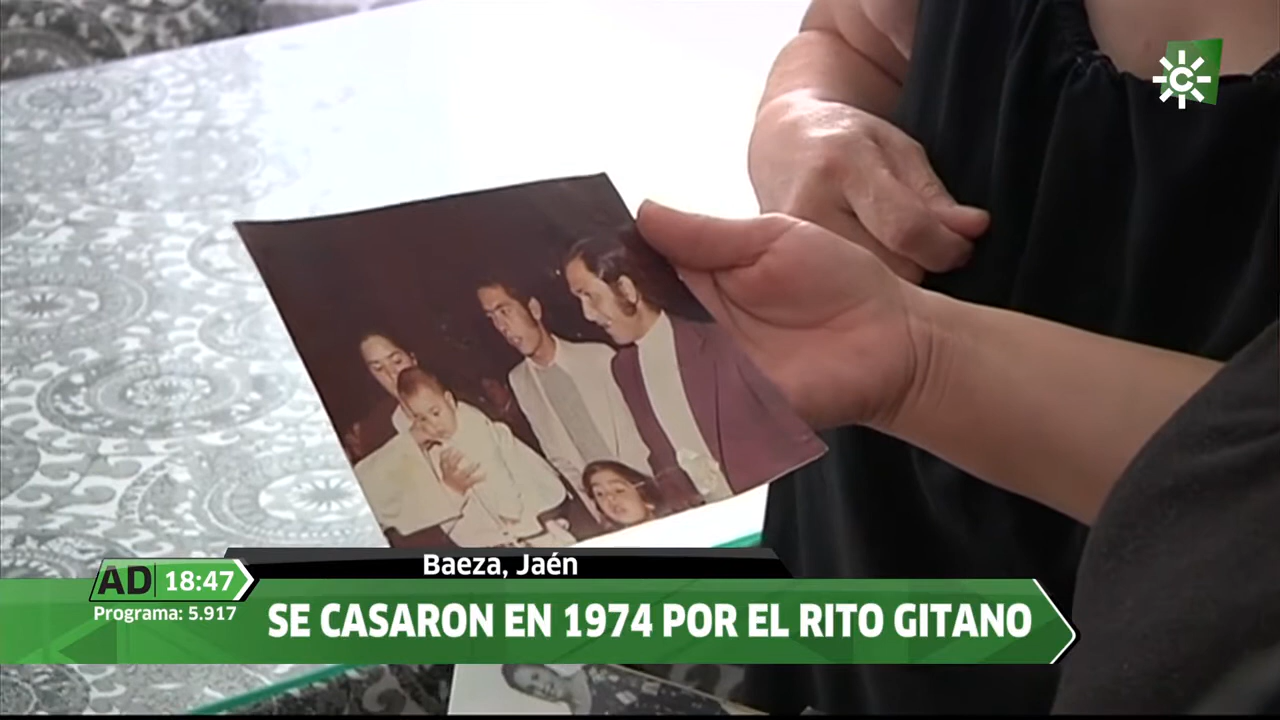 C
Baeza, Jaén
AD 18:47
Programa: 5.917
SE CASARON EN 1974 POR EL RITO GITANO